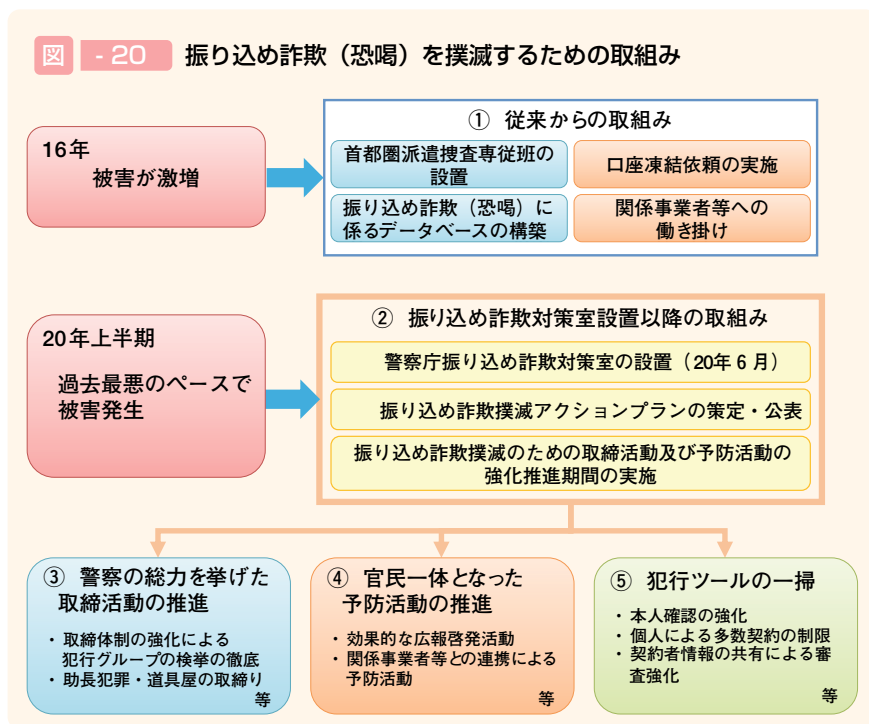 図 - 20 振り込め詐欺（恐喝）を撲滅するための取組み
16年
被害が激増
① 従来からの取組み
首都圏派遣捜査専従班の
設置
口座凍結依頼の実施
振り込め詐欺（恐喝）に
係るデータベースの構築
関係事業者等への
働き掛け
20年上半期
過去最悪のペースで
被害発生
② 振り込め詐欺対策室設置以降の取組み
警察庁振り込め詐欺対策室の設置（20年6月）
振り込め詐欺撲滅アクションプランの策定・公表
振り込め詐欺撲滅のための取締活動及び予防活動の
強化推進期間の実施
③ 警察の総力を挙げた
取締活動の推進
・ 取締体制の強化による
犯行グループの検挙の徹底
・ 助長犯罪・道具屋の取締り
等
④ 官民一体となった
予防活動の推進
・ 効果的な広報啓発活動
・ 関係事業者等との連携による
予防活動
等
⑤ 犯行ツールの一掃
・ 本人確認の強化
・ 個人による多数契約の制限
・ 契約者情報の共有による審
査強化
等